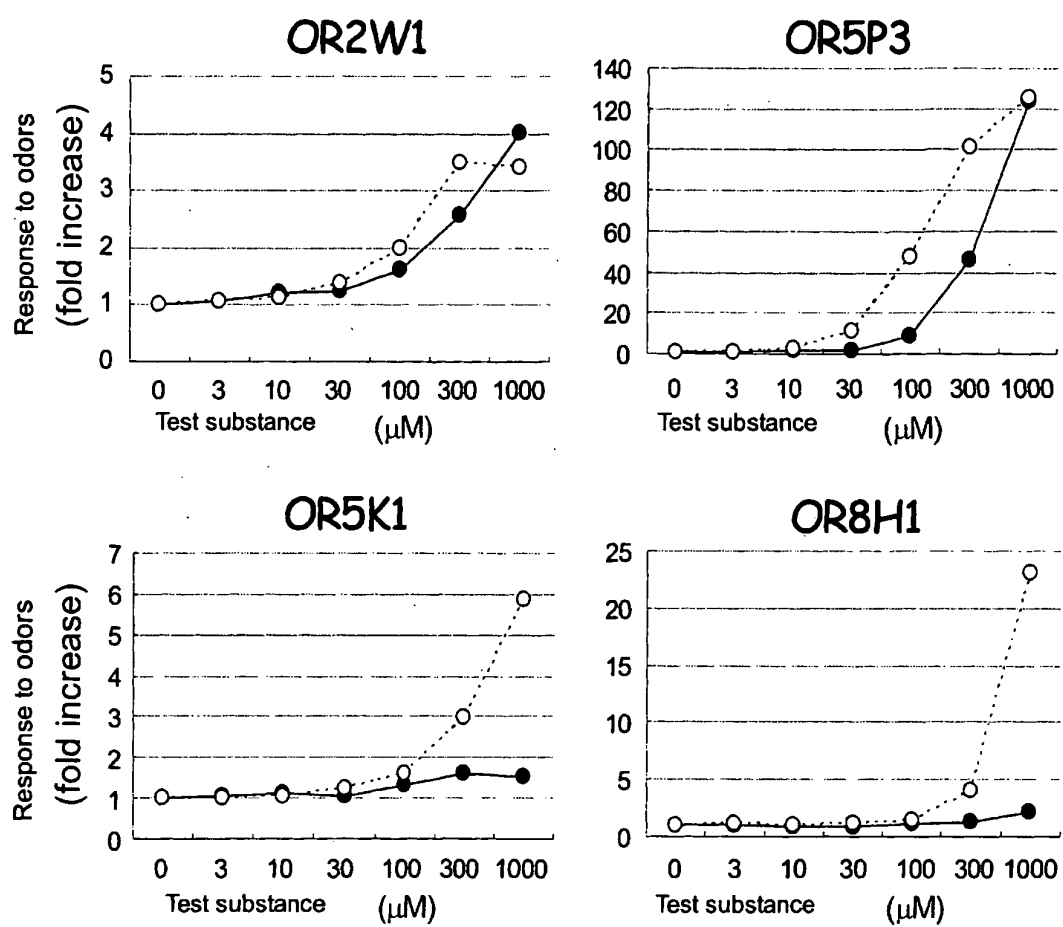 OR2W1
Response to odors
(fold increase)
5
4
3
2
1
0
0 3 10 30 100 300 1000
Test substance (μM)
OR5P3
140
120
100
80
60
40
20
0
0 3 10 30 100 300 1000
Test substance (μM)
OR5K1
Response to odors
(fold increase)
7
6
5
4
3
2
1
0
0 3 10 30 100 300 1000
Test substance (μM)
OR8H1
25
20
15
10
5
0
0 3 10 30 100 300 1000
Test substance (μM)